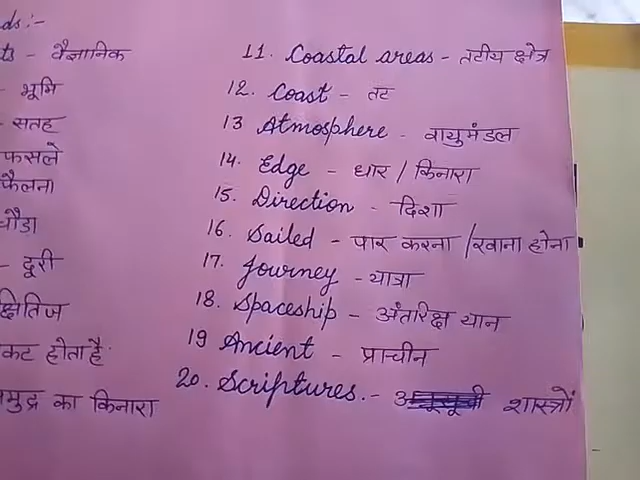 ds:-
ts - वैज्ञानिक
- भूमि
- सतह
फसले
फैलना
चौड़ा
- दूरी
क्षितिज
कट होता है
मुद्र का किनारा
11. Coastal areas - तटीय क्षेत्र
12. Coast - तट
13 Atmosphere - वायुमंडल
14. Edge - धार / किनारा
15. Direction - दिशा
16. Sailed - पार करना / रवाना होना
17. Journey - यात्रा
18. Spaceship - अंतरिक्ष यान
19 Ancient - प्राचीन
20. Scriptures. - शास्त्रों